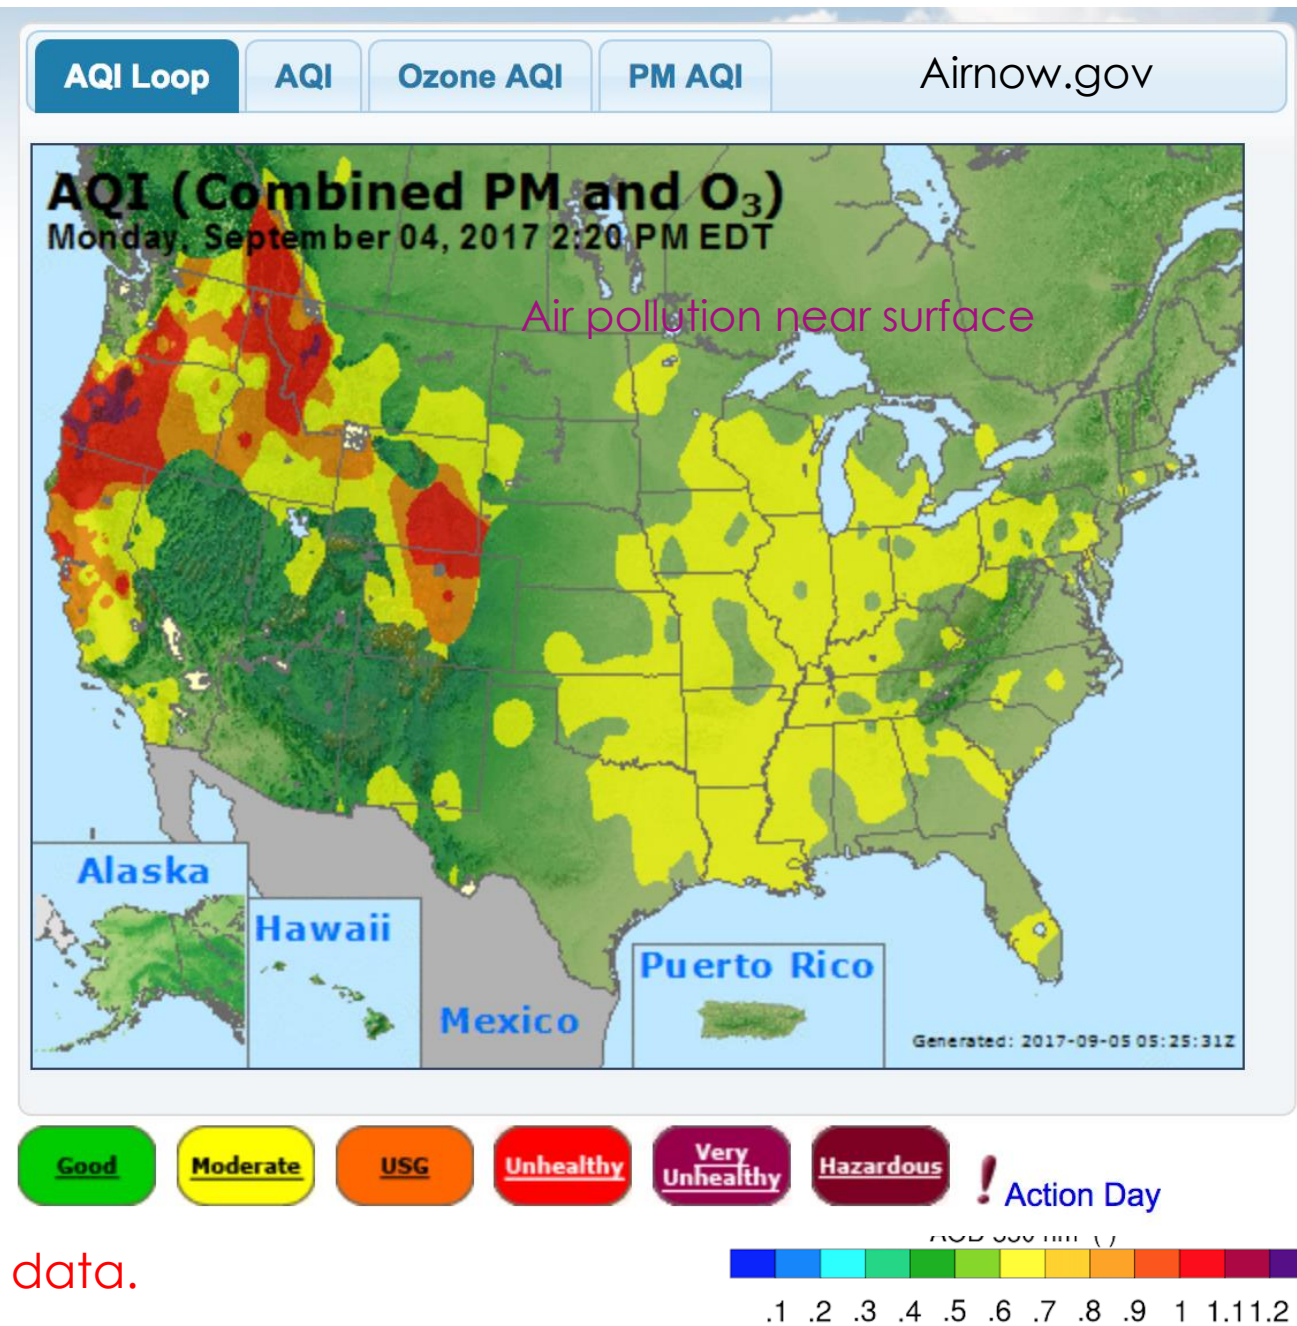 AQI Loop AQI Ozone AQI PM AQI Airnow.gov
AQI (Combined PM and O₃)
Monday, September 04, 2017 2:20 PM EDT
Air pollution near surface
Alaska
Hawaii
Puerto Rico
Mexico
Generated: 2017-09-05 05:25:31Z
Good Moderate USG Unhealthy Very Unhealthy Hazardous ! Action Day
AOD 550 nm ( )
data.
.1 .2 .3 .4 .5 .6 .7 .8 .9 1 1.1 1.2